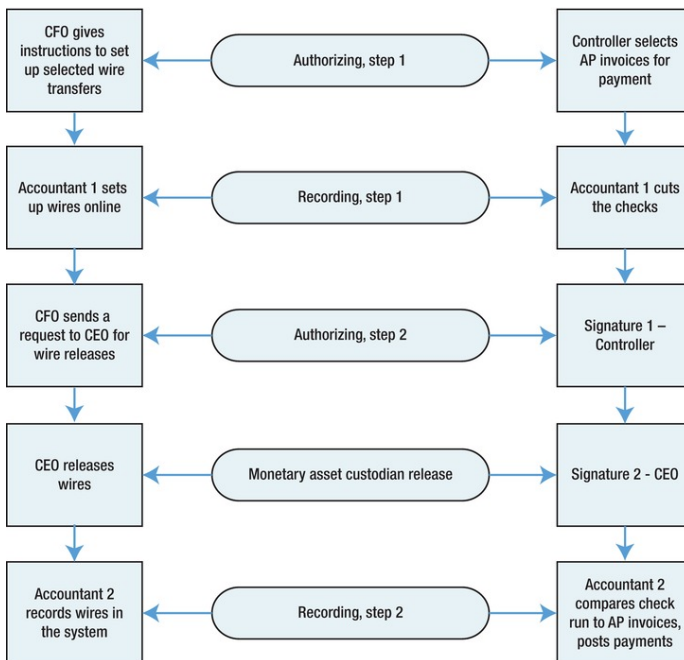 CFO gives
instructions to set
up selected wire
transfers
Authorizing, step 1
Controller selects
AP invoices for
payment
Accountant 1 sets
up wires online
Recording, step 1
Accountant 1 cuts
the checks
CFO sends a
request to CEO for
wire releases
Authorizing, step 2
Signature 1 –
Controller
CEO releases
wires
Monetary asset custodian release
Signature 2 - CEO
Accountant 2
records wires in
the system
Recording, step 2
Accountant 2
compares check
run to AP invoices,
posts payments